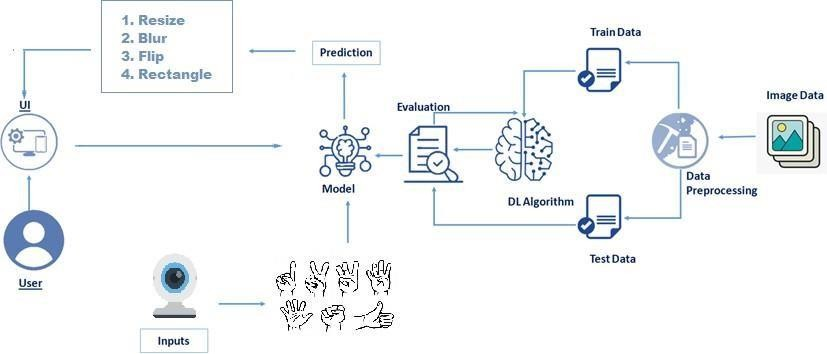 1. Resize
2. Blur
3. Flip
4. Rectangle
Prediction
Train Data
Image Data
UI
Evaluation
Model
DL Algorithm
Data
Preprocessing
User
Test Data
Inputs